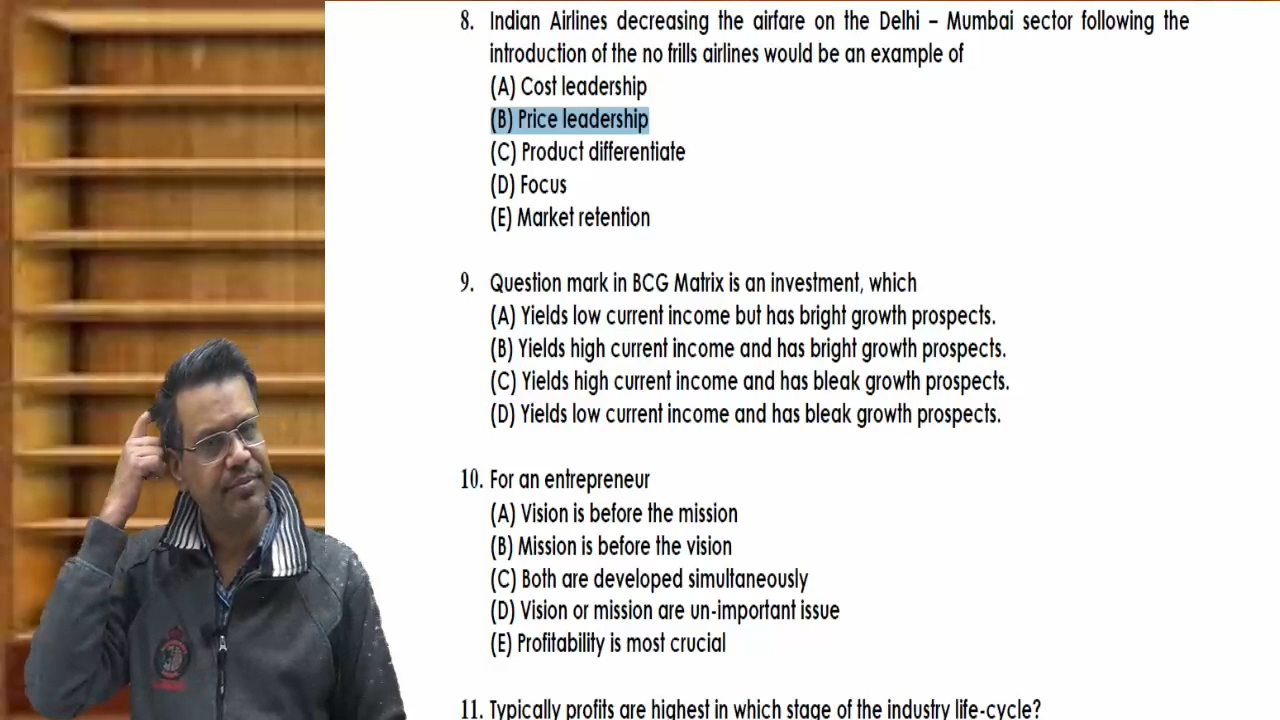 8. Indian Airlines decreasing the airfare on the Delhi – Mumbai sector following the
introduction of the no frills airlines would be an example of
(A) Cost leadership
(B) Price leadership
(C) Product differentiate
(D) Focus
(E) Market retention
9. Question mark in BCG Matrix is an investment, which
(A) Yields low current income but has bright growth prospects.
(B) Yields high current income and has bright growth prospects.
(C) Yields high current income and has bleak growth prospects.
(D) Yields low current income and has bleak growth prospects.
10. For an entrepreneur
(A) Vision is before the mission
(B) Mission is before the vision
(C) Both are developed simultaneously
(D) Vision or mission are un-important issue
(E) Profitability is most crucial
11. Typically profits are highest in which stage of the industry life-cycle?